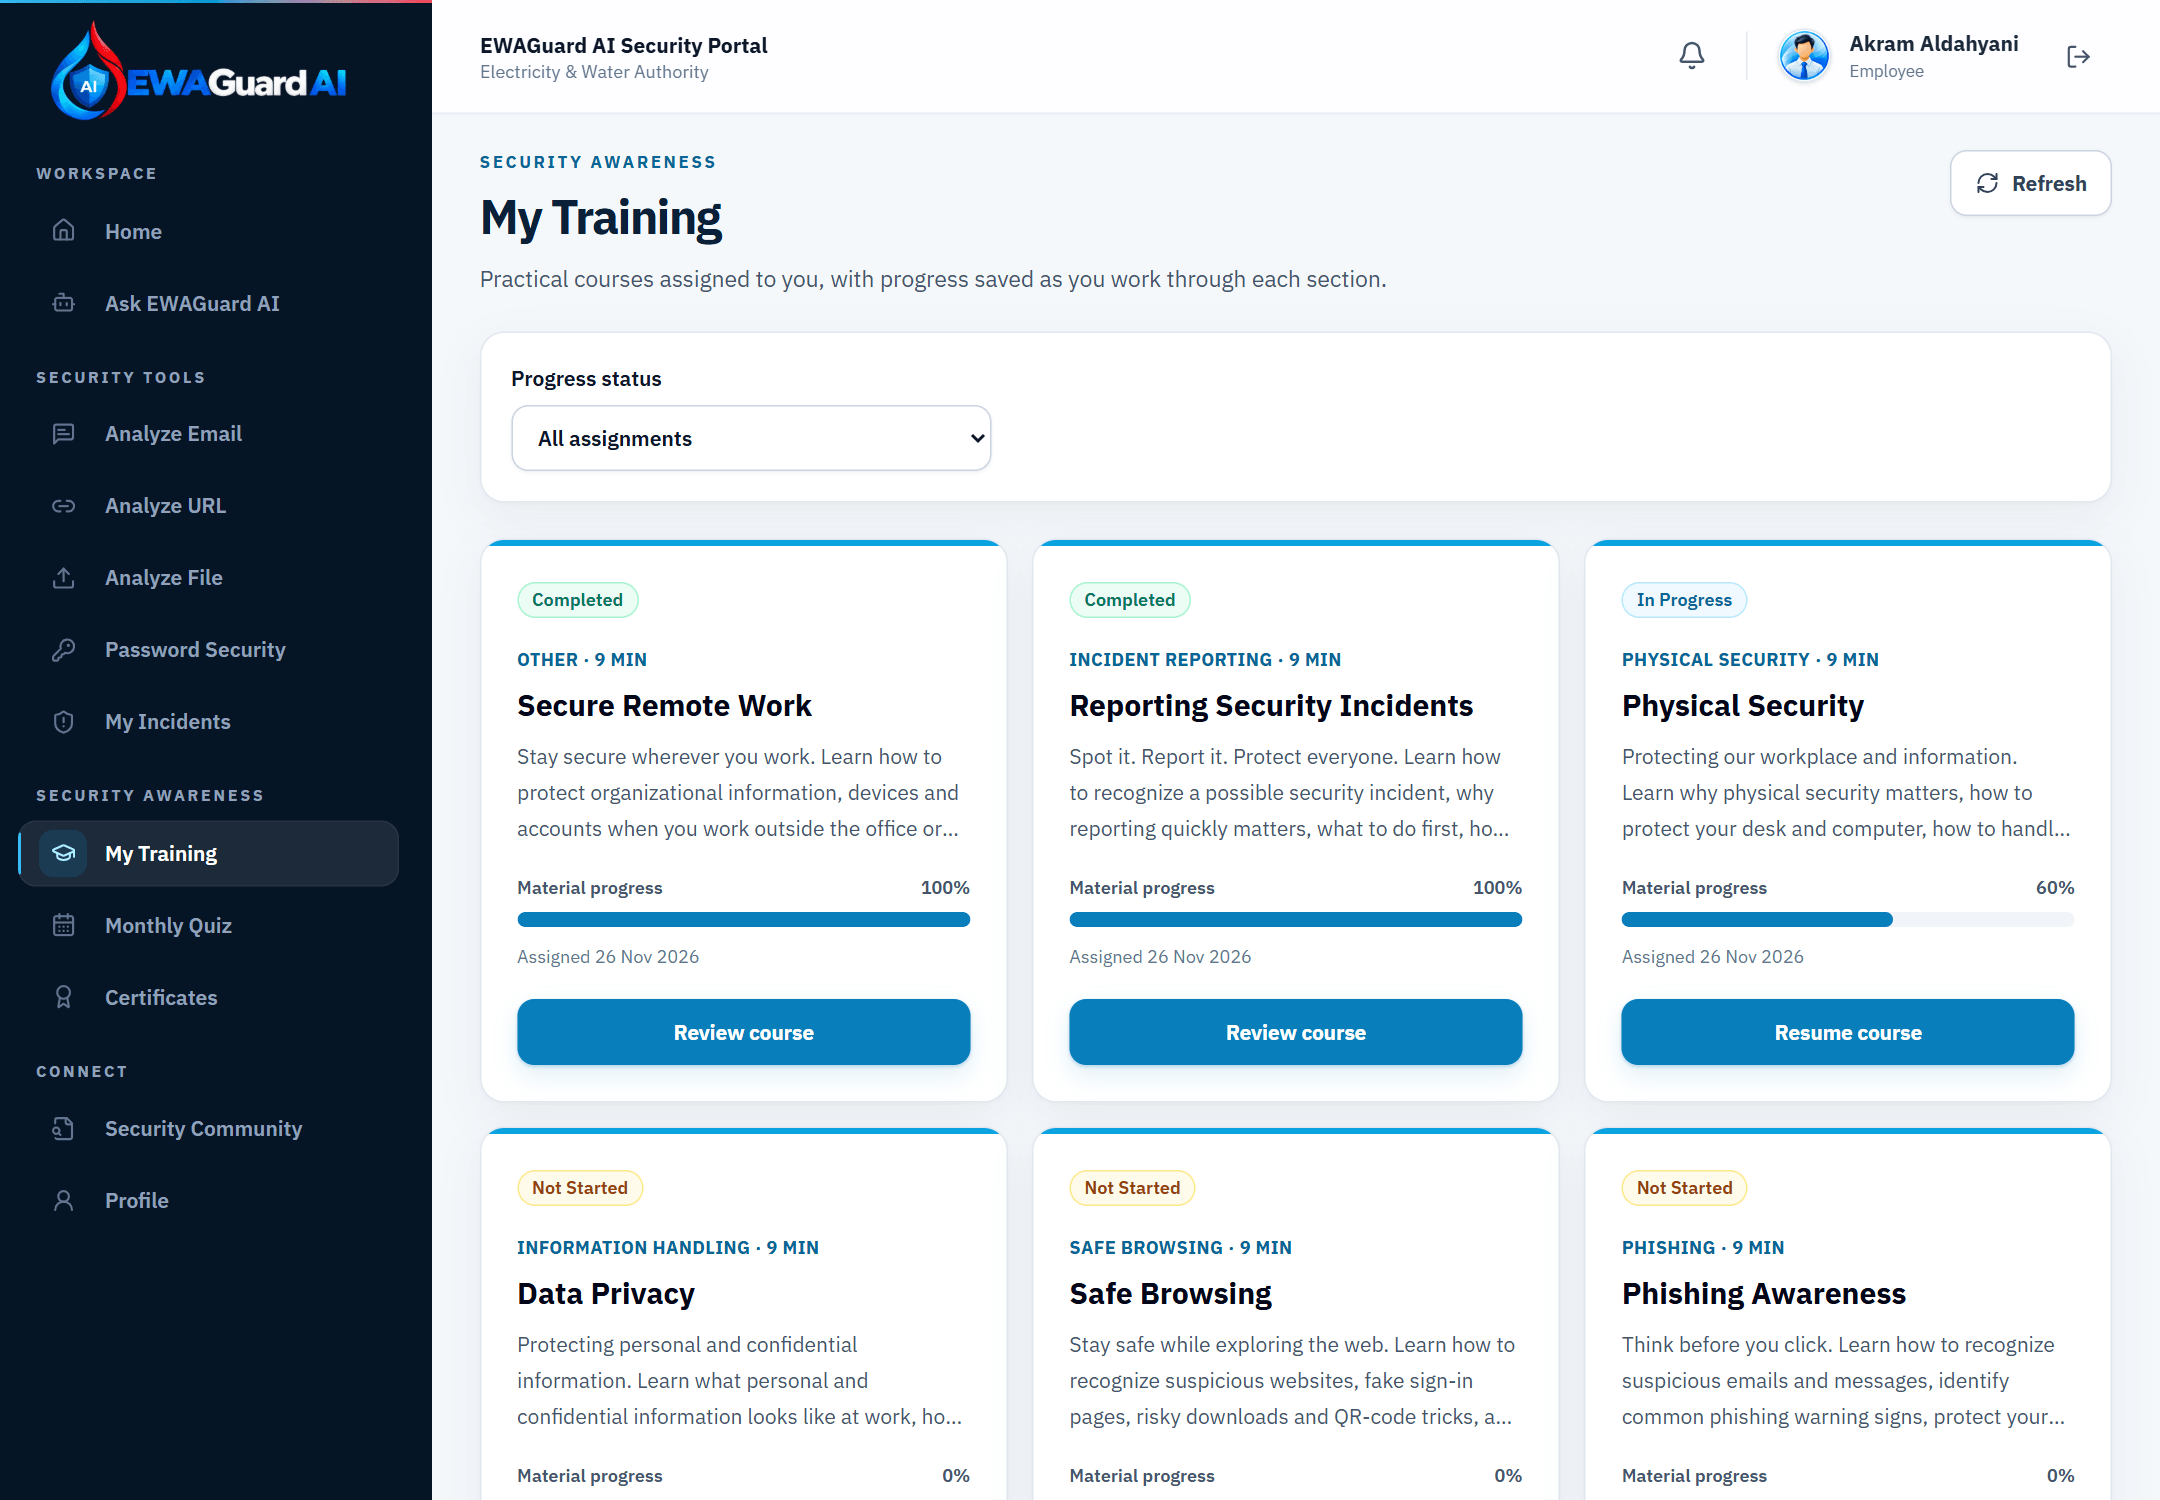 AI EWAGuard AI
WORKSPACE
Home
Ask EWAGuard AI
SECURITY TOOLS
Analyze Email
Analyze URL
Analyze File
Password Security
My Incidents
SECURITY AWARENESS
My Training
Monthly Quiz
Certificates
CONNECT
Security Community
Profile
EWAGuard AI Security Portal
Electricity & Water Authority
Akram Aldahyani
Employee
SECURITY AWARENESS
My Training
Practical courses assigned to you, with progress saved as you work through each section.
Refresh
Progress status
All assignments
Completed
OTHER · 9 MIN
Secure Remote Work
Stay secure wherever you work. Learn how to
protect organizational information, devices and
accounts when you work outside the office or...
Material progress 100%
Assigned 26 Nov 2026
Review course
Completed
INCIDENT REPORTING · 9 MIN
Reporting Security Incidents
Spot it. Report it. Protect everyone. Learn how
to recognize a possible security incident, why
reporting quickly matters, what to do first, ho...
Material progress 100%
Assigned 26 Nov 2026
Review course
In Progress
PHYSICAL SECURITY · 9 MIN
Physical Security
Protecting our workplace and information.
Learn why physical security matters, how to
protect your desk and computer, how to handl...
Material progress 60%
Assigned 26 Nov 2026
Resume course
Not Started
INFORMATION HANDLING · 9 MIN
Data Privacy
Protecting personal and confidential
information. Learn what personal and
confidential information looks like at work, ho...
Material progress 0%
Not Started
SAFE BROWSING · 9 MIN
Safe Browsing
Stay safe while exploring the web. Learn how to
recognize suspicious websites, fake sign-in
pages, risky downloads and QR-code tricks, a...
Material progress 0%
Not Started
PHISHING · 9 MIN
Phishing Awareness
Think before you click. Learn how to recognize
suspicious emails and messages, identify
common phishing warning signs, protect your...
Material progress 0%